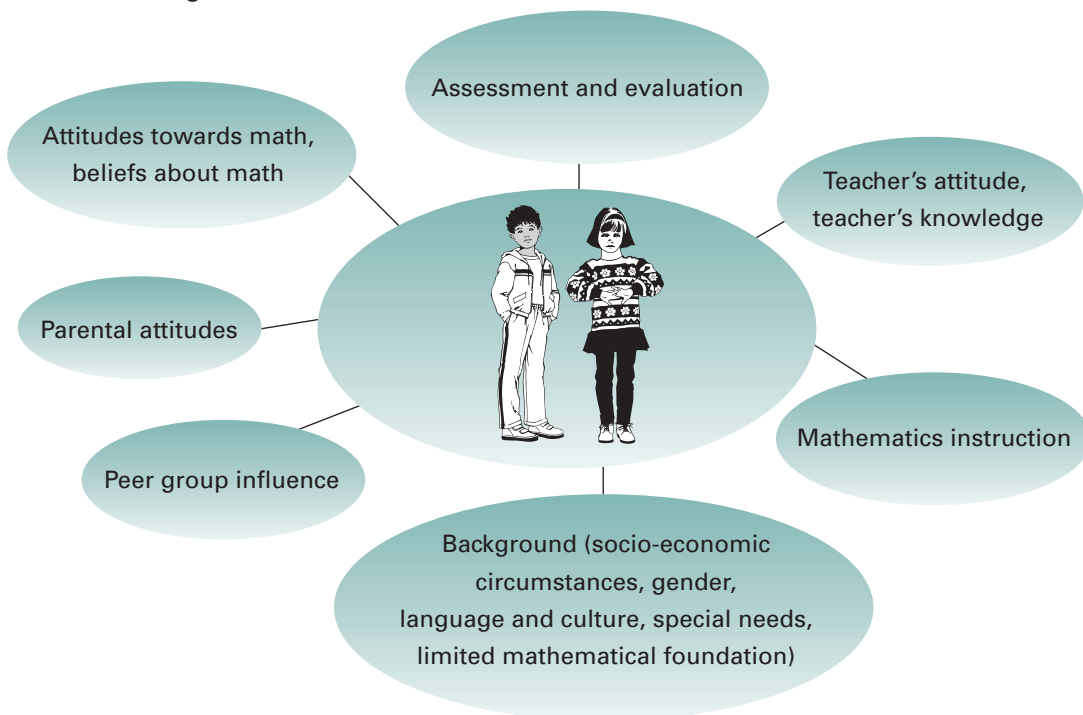 Assessment and evaluation
Attitudes towards math,
beliefs about math
Teacher’s attitude,
teacher’s knowledge
Parental attitudes
Mathematics instruction
Peer group influence
Background (socio-economic
circumstances, gender,
language and culture, special needs,
limited mathematical foundation)